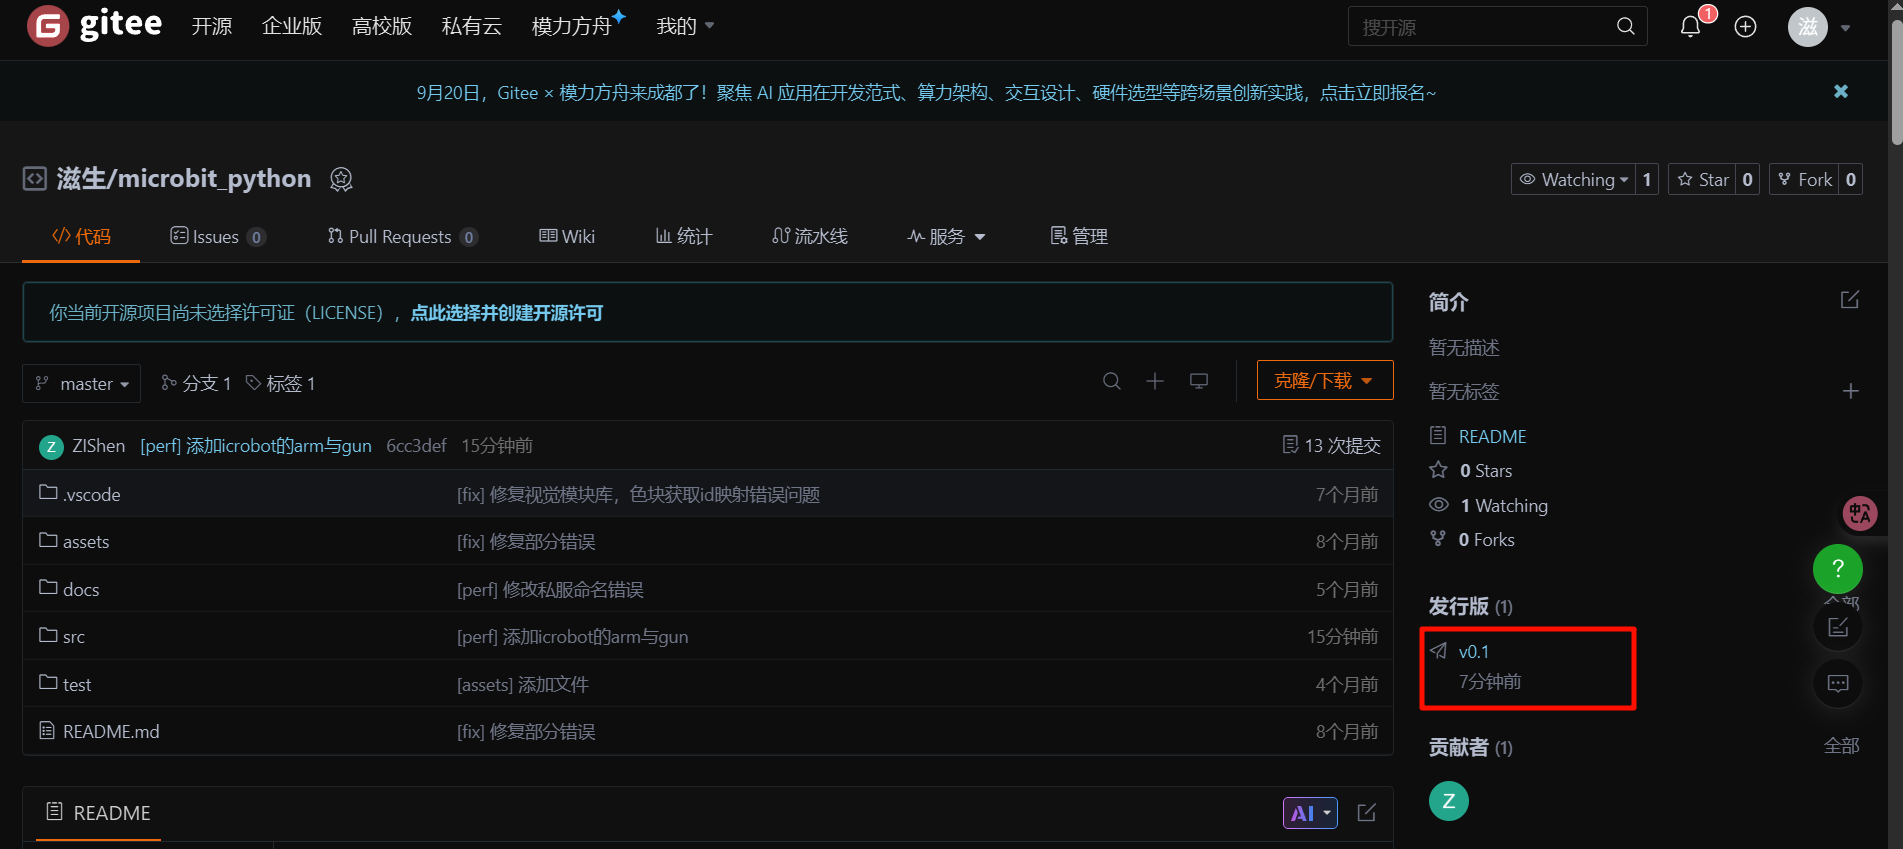 gitee 开源 企业版 高校版 私有云 模力方舟 我的 搜开源 1 滋
9月20日，Gitee × 模力方舟来成都了！聚焦 AI 应用在开发范式、算力架构、交互设计、硬件选型等跨场景创新实践，点击立即报名~
滋生/microbit_python Watching 1 Star 0 Fork 0
代码 Issues 0 Pull Requests 0 Wiki 统计 流水线 服务 管理
你当前开源项目尚未选择许可证（LICENSE），点此选择并创建开源许可
master 分支 1 标签 1 克隆/下载
Z ZIShen [perf] 添加icrobot的arm与gun 6cc3def 15分钟前 13 次提交
.vscode [fix] 修复视觉模块库，色块获取id映射错误问题 7个月前
assets [fix] 修复部分错误 8个月前
docs [perf] 修改私服命名错误 5个月前
src [perf] 添加icrobot的arm与gun 15分钟前
test [assets] 添加文件 4个月前
README.md [fix] 修复部分错误 8个月前
README AI
简介
暂无描述
暂无标签
README
0 Stars
1 Watching
0 Forks
中A
?
发行版 (1) 全部
v0.1
7分钟前
贡献者 (1) 全部
Z